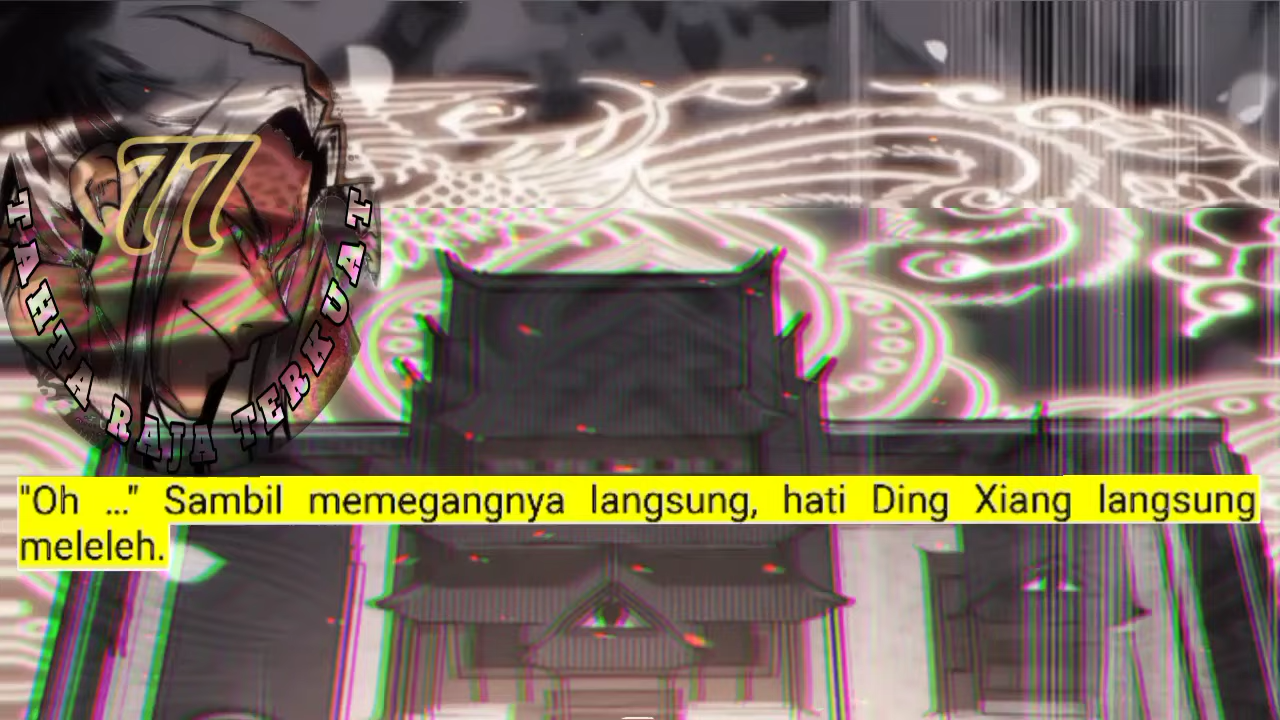 77
TAHTA RAJA TERKUAT
"Oh ..." Sambil memegangnya langsung, hati Ding Xiang langsung
meleleh.